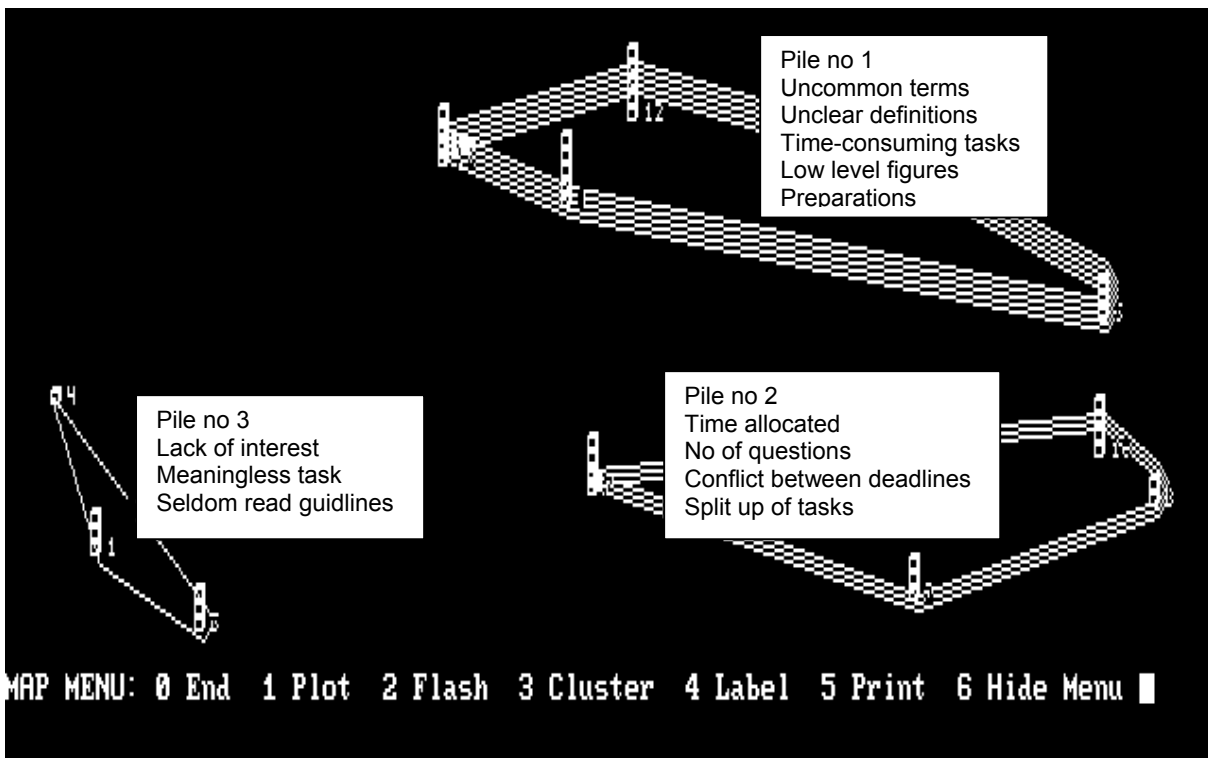 Pile no 1
Uncommon terms
Unclear definitions
Time-consuming tasks
Low level figures
Preparations
12
4
Pile no 3
Lack of interest
Meaningless task
Seldom read guidlines
1
Pile no 2
Time allocated
No of questions
Conflict between deadlines
Split up of tasks
MAP MENU: 0 End 1 Plot 2 Flash 3 Cluster 4 Label 5 Print 6 Hide Menu